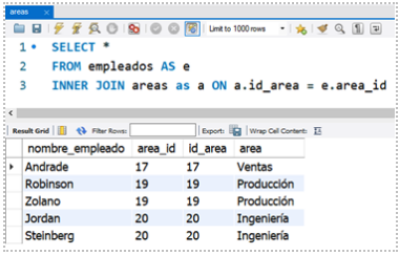 areas
Limit to 1000 rows
1 SELECT *
2 FROM empleados AS e
3 INNER JOIN areas as a ON a.id_area = e.area_id
Result Grid Filter Rows: Export: Wrap Cell Content:
nombre_empleado area_id id_area area
Andrade 17 17 Ventas
Robinson 19 19 Producción
Zolano 19 19 Producción
Jordan 20 20 Ingeniería
Steinberg 20 20 Ingeniería